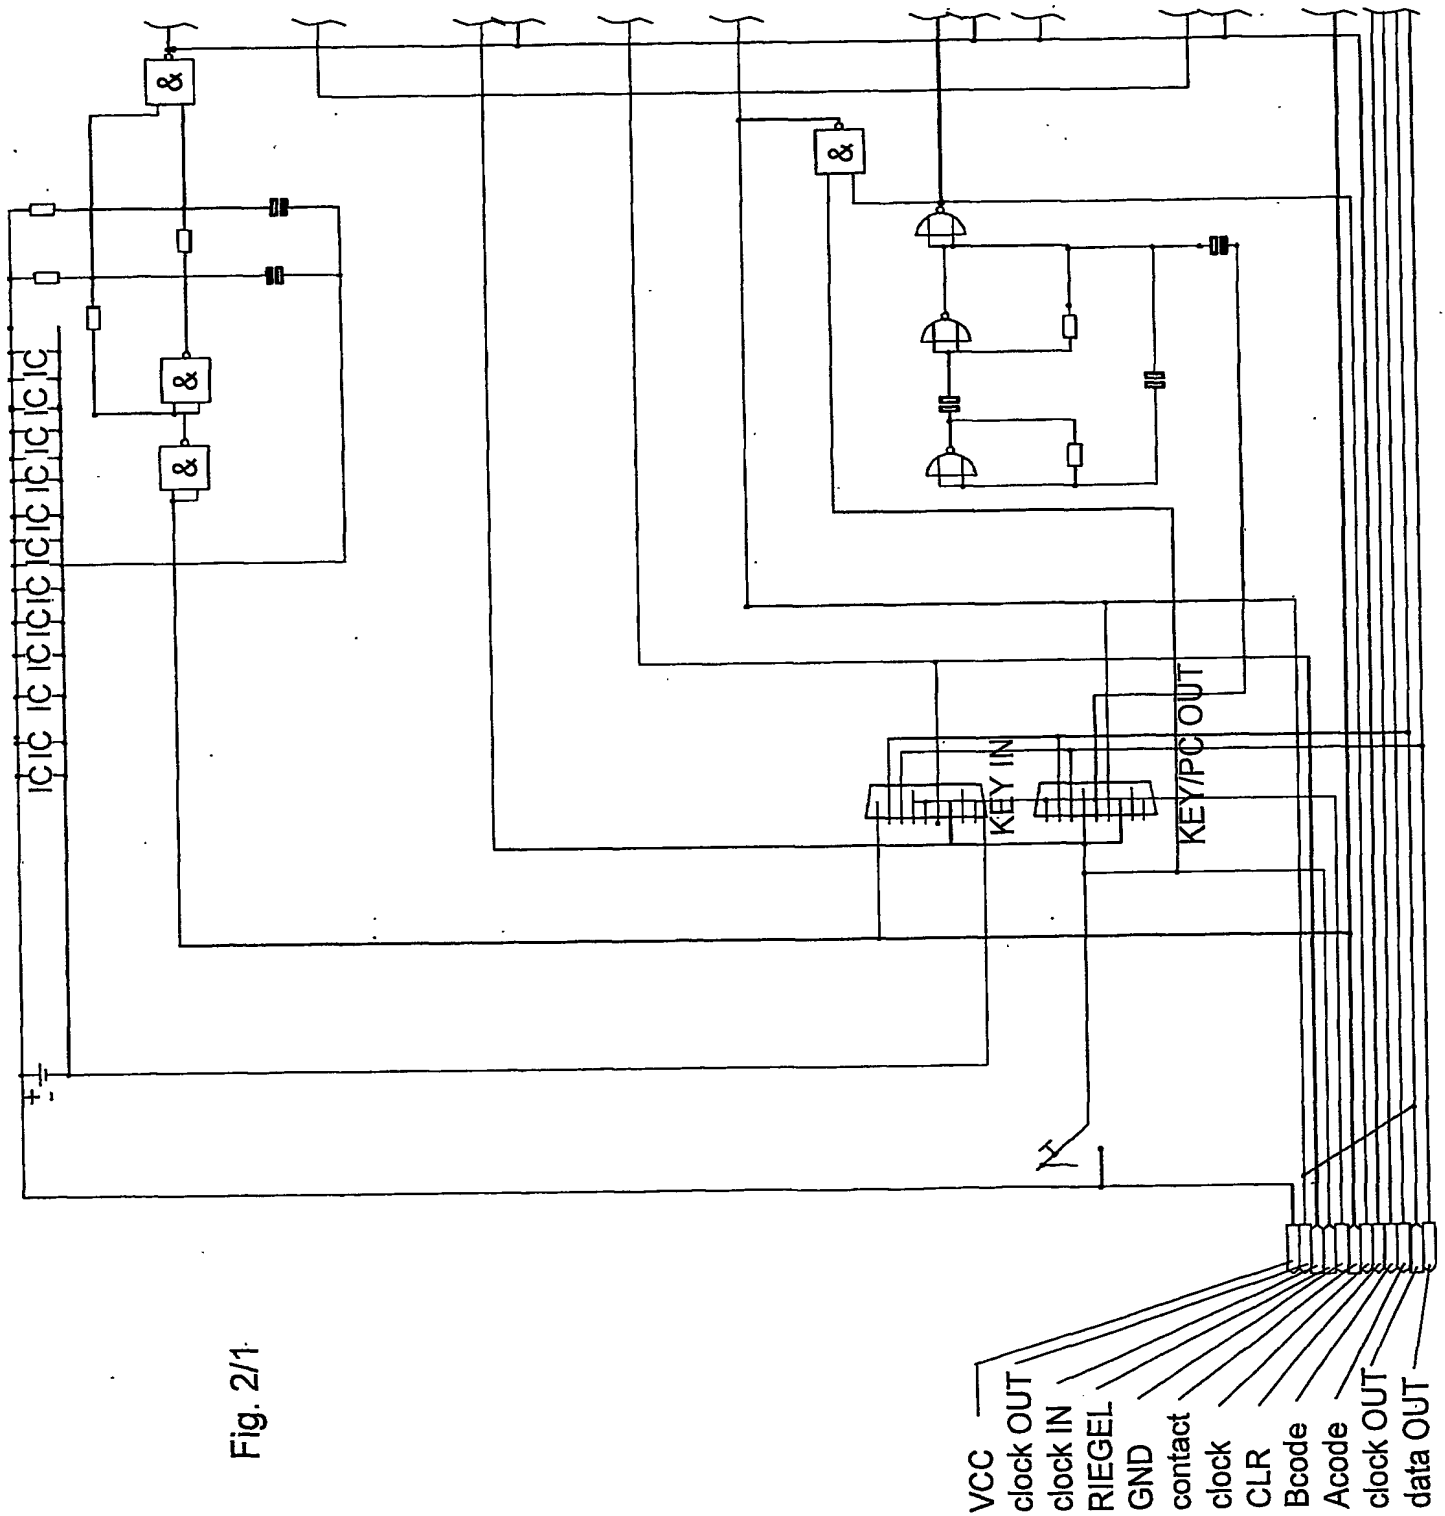 IC IC IC IC IC IC IC IC IC IC IC IC
+
-
&
&
&
&
KEY IN
KEY/PC OUT
Fig. 2/1
VCC
clock OUT
clock IN
RIEGEL
GND
contact
clock
CLR
Bcode
Acode
clock OUT
data OUT